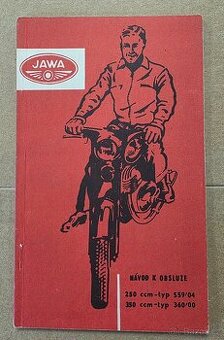 JAWA
NÁVOD K OBSLUZE
250 ccm-typ 559/04
350 ccm-typ 360/00